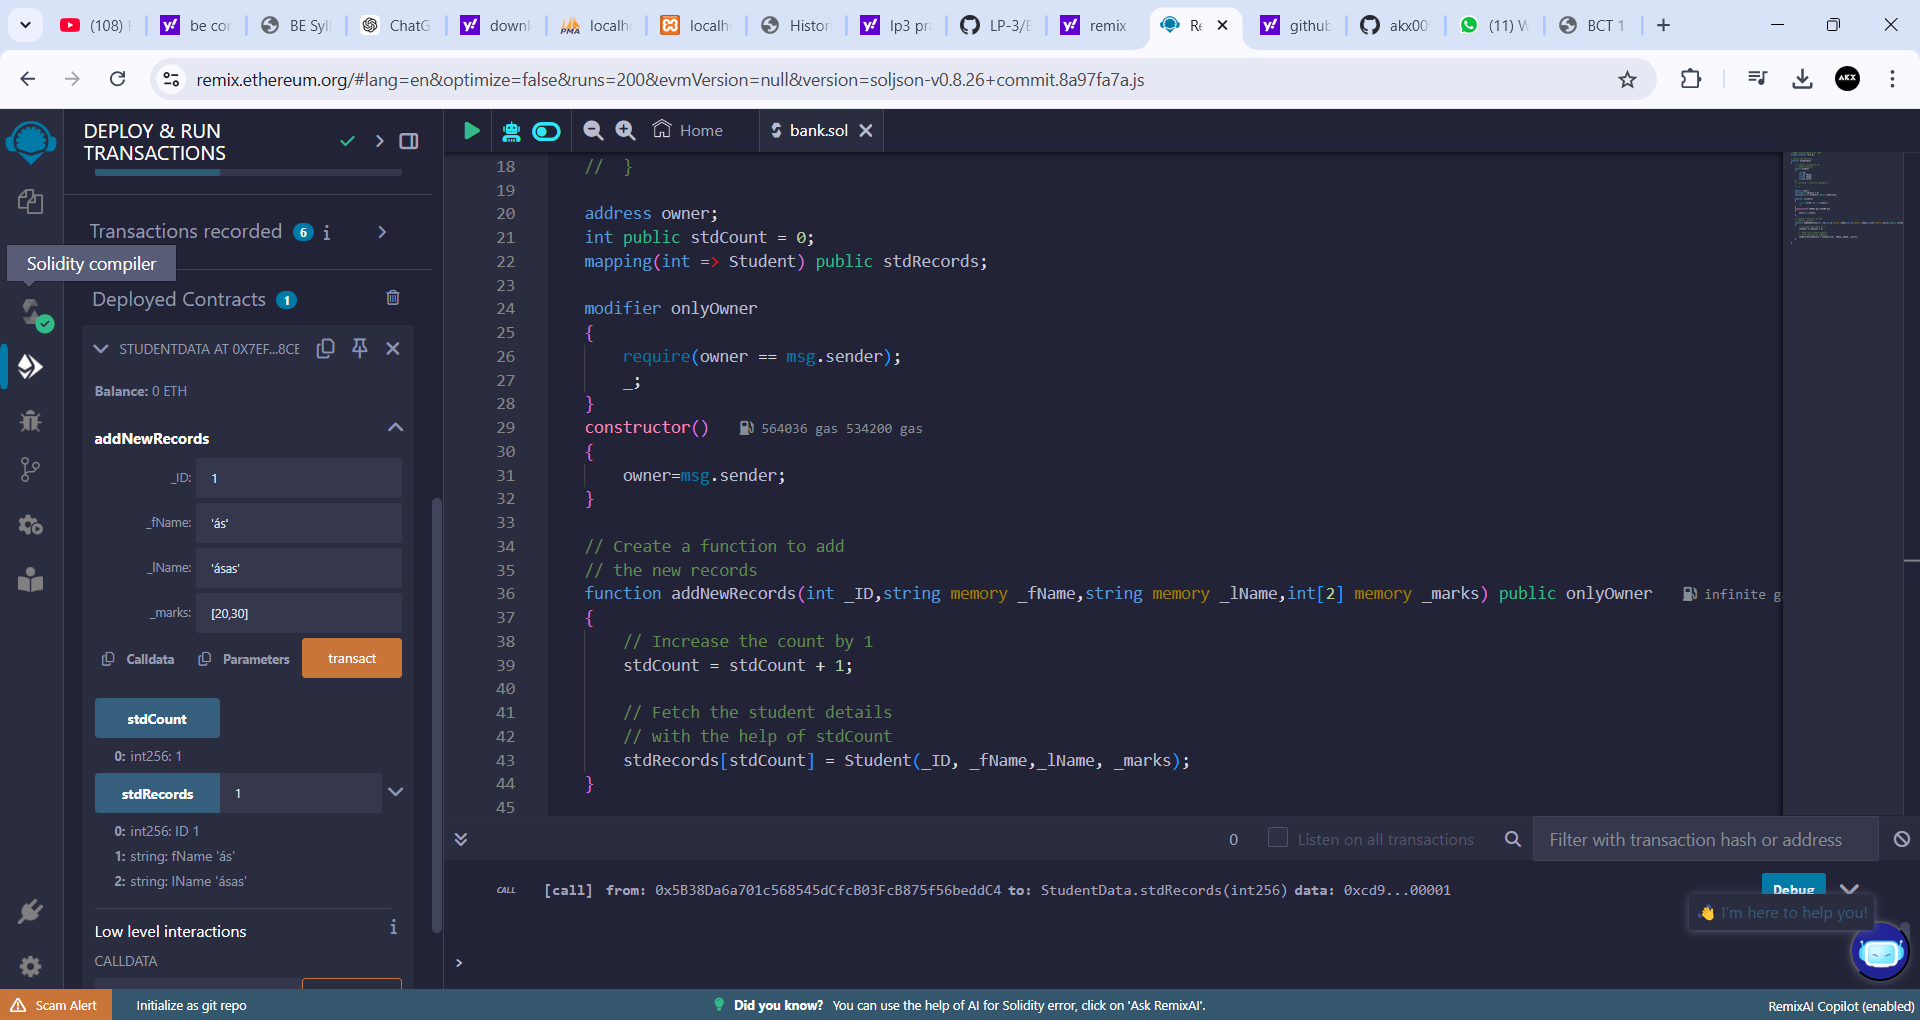 (108)
be cor
BE Syll
ChatG
downl
localh
localh
Histor
lp3 pr
LP-3/E
remix
Re
github
akx00
(11) W
BCT 1
remix.ethereum.org/#lang=en&optimize=false&runs=200&evmVersion=null&version=soljson-v0.8.26+commit.8a97fa7a.js
AKX
DEPLOY & RUN
TRANSACTIONS
Transactions recorded 6 i
Solidity compiler
Deployed Contracts 1
STUDENTDATA AT 0X7EF...8CE
Balance: 0 ETH
addNewRecords
_ID: 1
_fName: 'ás'
_lName: 'ásas'
_marks: [20,30]
Calldata Parameters transact
stdCount
0: int256: 1
stdRecords 1
0: int256: ID 1
1: string: fName 'ás'
2: string: lName 'ásas'
Low level interactions i
CALLDATA
Home
bank.sol
18 // }
19
20 address owner;
21 int public stdCount = 0;
22 mapping(int => Student) public stdRecords;
23
24 modifier onlyOwner
25 {
26 require(owner == msg.sender);
27 _;
28 }
29 constructor() 564036 gas 534200 gas
30 {
31 owner=msg.sender;
32 }
33
34 // Create a function to add
35 // the new records
36 function addNewRecords(int _ID,string memory _fName,string memory _lName,int[2] memory _marks) public onlyOwner infinite g
37 {
38 // Increase the count by 1
39 stdCount = stdCount + 1;
40
41 // Fetch the student details
42 // with the help of stdCount
43 stdRecords[stdCount] = Student(_ID, _fName,_lName, _marks);
44 }
45
0 Listen on all transactions Filter with transaction hash or address
CALL [call] from: 0x5B38Da6a701c568545dCfcB03FcB875f56beddC4 to: StudentData.stdRecords(int256) data: 0xcd9...00001 Debug
👋 I'm here to help you!
>
Scam Alert Initialize as git repo Did you know? You can use the help of AI for Solidity error, click on 'Ask RemixAI'. RemixAI Copilot (enabled)